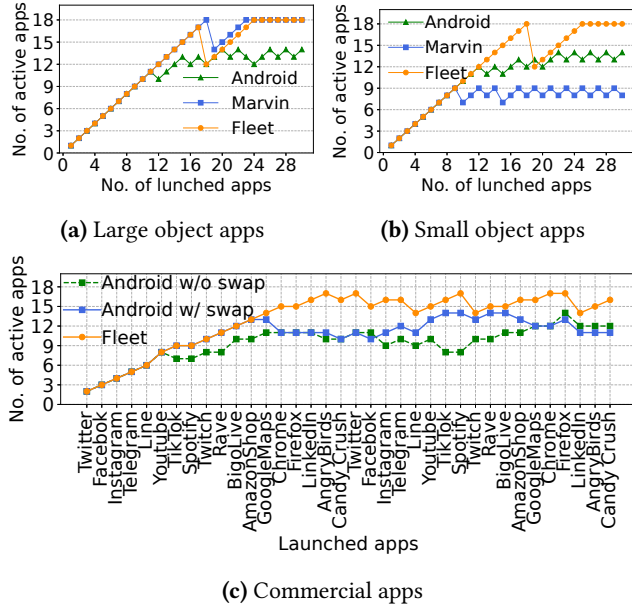 No. of active apps
18
15
12
9
6
3
0
0 4 8 12 16 20 24 28
No. of lunched apps
Android
Marvin
Fleet
(a) Large object apps
No. of active apps
18
15
12
9
6
3
0
0 4 8 12 16 20 24 28
No. of lunched apps
Android
Marvin
Fleet
(b) Small object apps
No. of active apps
18
15
12
9
6
3
0
Android w/o swap
Android w/ swap
Fleet
Twitter
Facebok
Instagram
Telegram
Line
Youtube
TikTok
Spotify
Twitch
Rave
BigoLive
AmazonShop
GoogleMaps
Chrome
Firefox
LinkedIn
AngryBirds
Candy Crush
Twitter
Facebok
Instagram
Telegram
Line
Youtube
TikTok
Spotify
Twitch
Rave
BigoLive
AmazonShop
GoogleMaps
Chrome
Firefox
LinkedIn
AngryBirds
Candy Crush
Launched apps
(c) Commercial apps